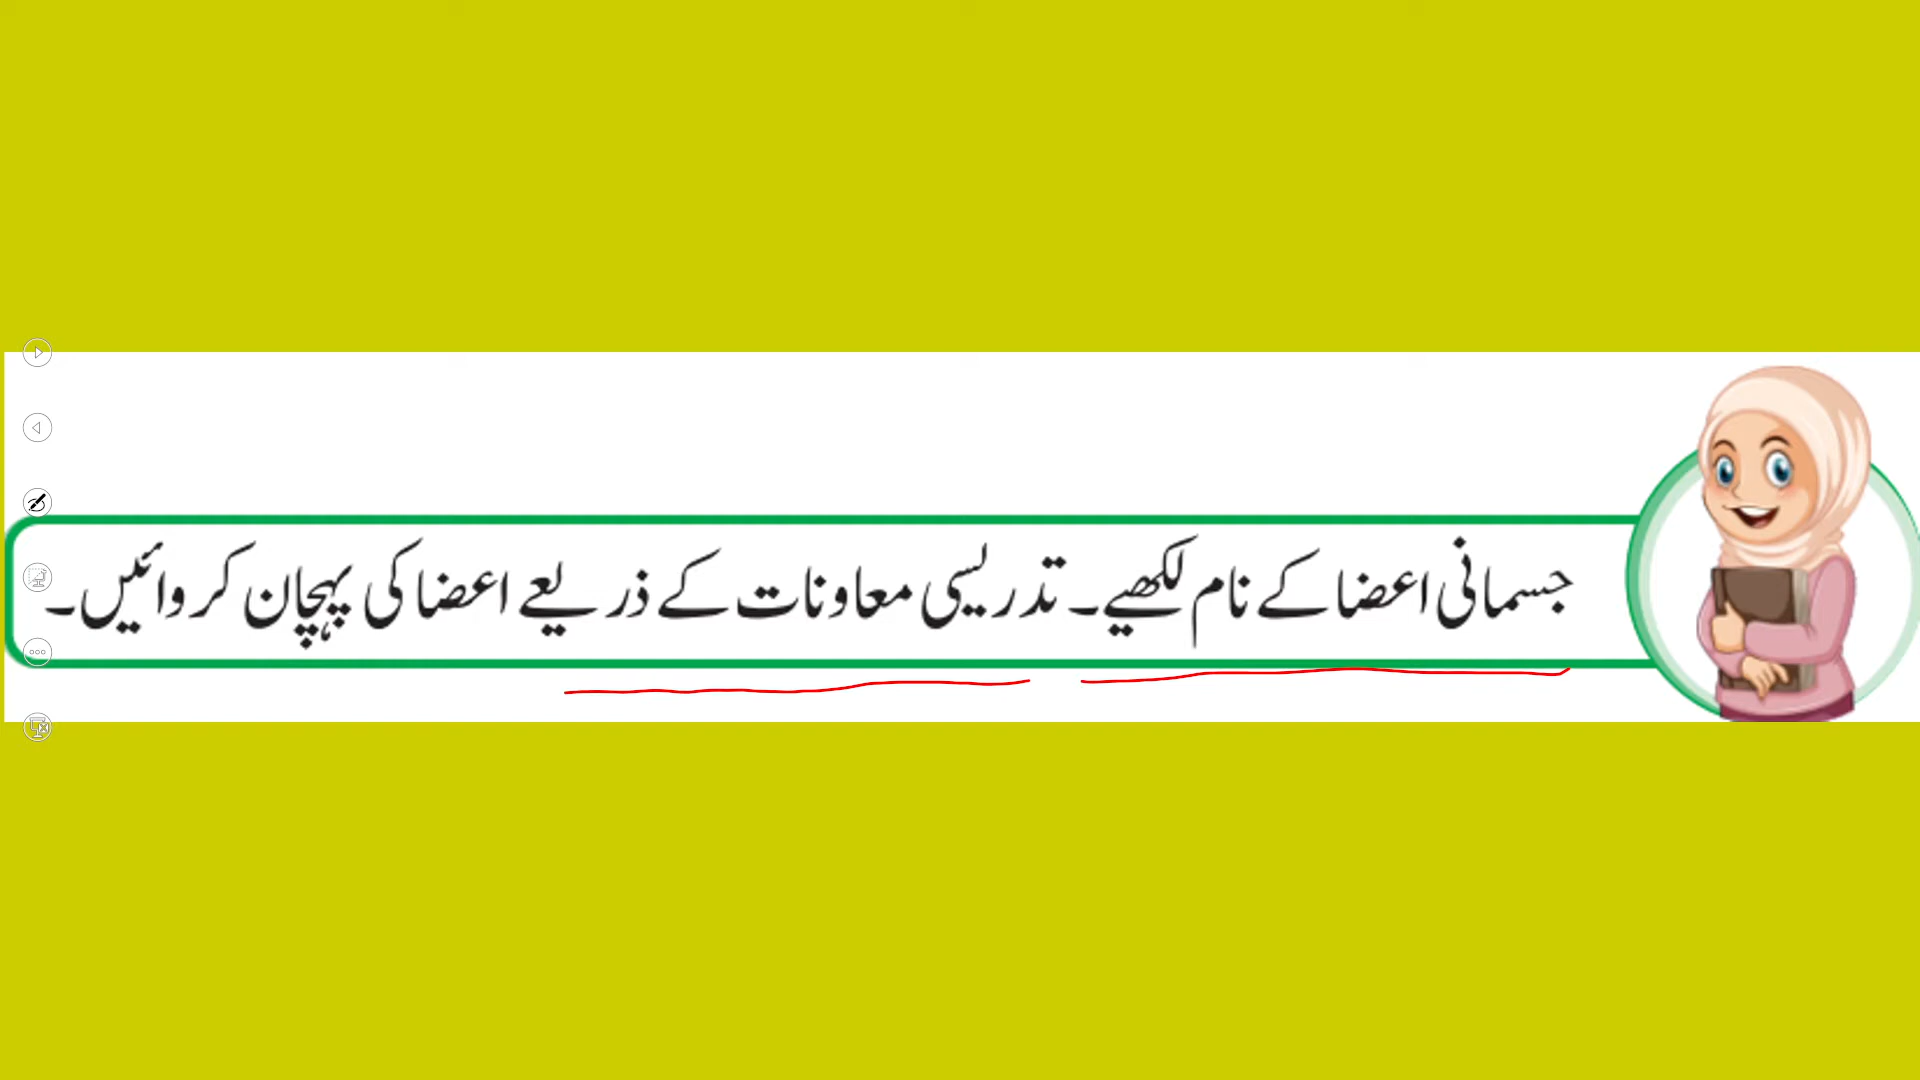 جسمانی اعضا کے نام لکھیے۔ تدریسی معاونات کے ذریعے اعضا کی پہچان کروائیں۔